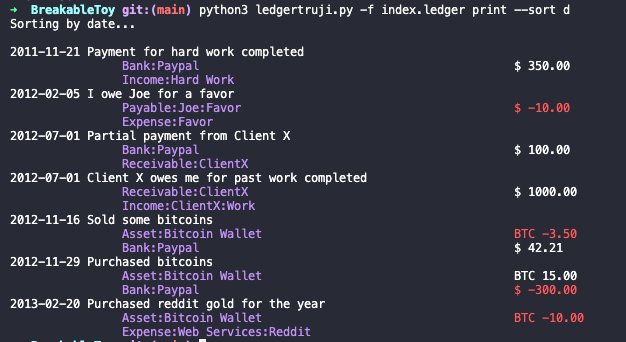 ➜ BreakableToy git:(main) python3 ledgertruji.py -f index.ledger print --sort d
Sorting by date...
2011-11-21 Payment for hard work completed
Bank:Paypal $ 350.00
Income:Hard Work
2012-02-05 I owe Joe for a favor
Payable:Joe:Favor $ -10.00
Expense:Favor
2012-07-01 Partial payment from Client X
Bank:Paypal $ 100.00
Receivable:ClientX
2012-07-01 Client X owes me for past work completed
Receivable:ClientX $ 1000.00
Income:ClientX:Work
2012-11-16 Sold some bitcoins
Asset:Bitcoin Wallet BTC -3.50
Bank:Paypal $ 42.21
2012-11-29 Purchased bitcoins
Asset:Bitcoin Wallet BTC 15.00
Bank:Paypal $ -300.00
2013-02-20 Purchased reddit gold for the year
Asset:Bitcoin Wallet BTC -10.00
Expense:Web Services:Reddit